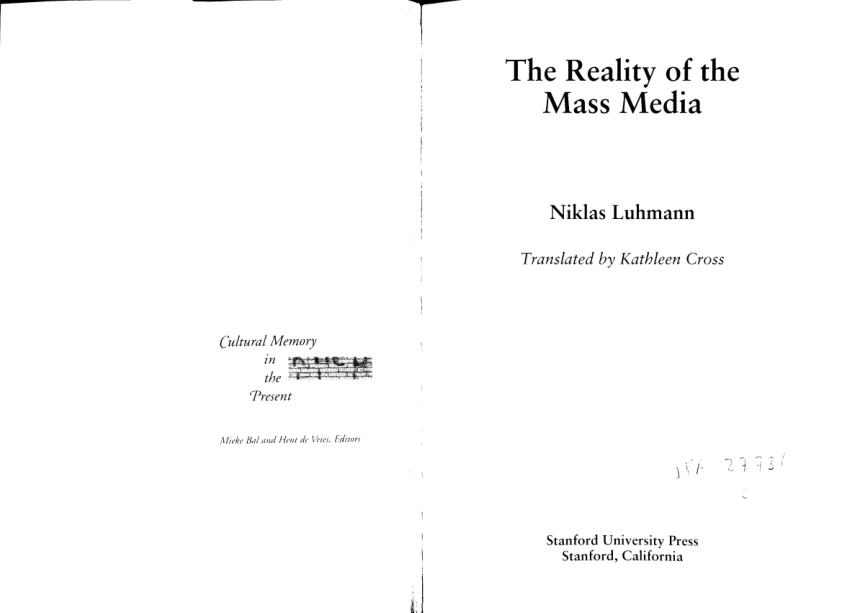 Cultural Memory
in
the
Present
Mieke Bal and Hent de Vries, Editors
The Reality of the
Mass Media
Niklas Luhmann
Translated by Kathleen Cross
Stanford University Press
Stanford, California